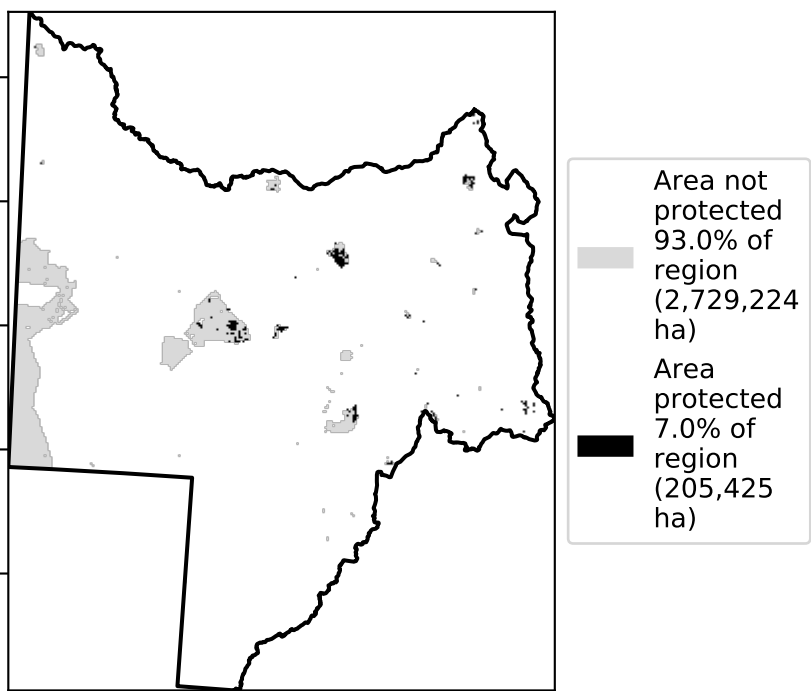 Area not
protected
93.0% of
region
(2,729,224
ha)
Area
protected
7.0% of
region
(205,425
ha)